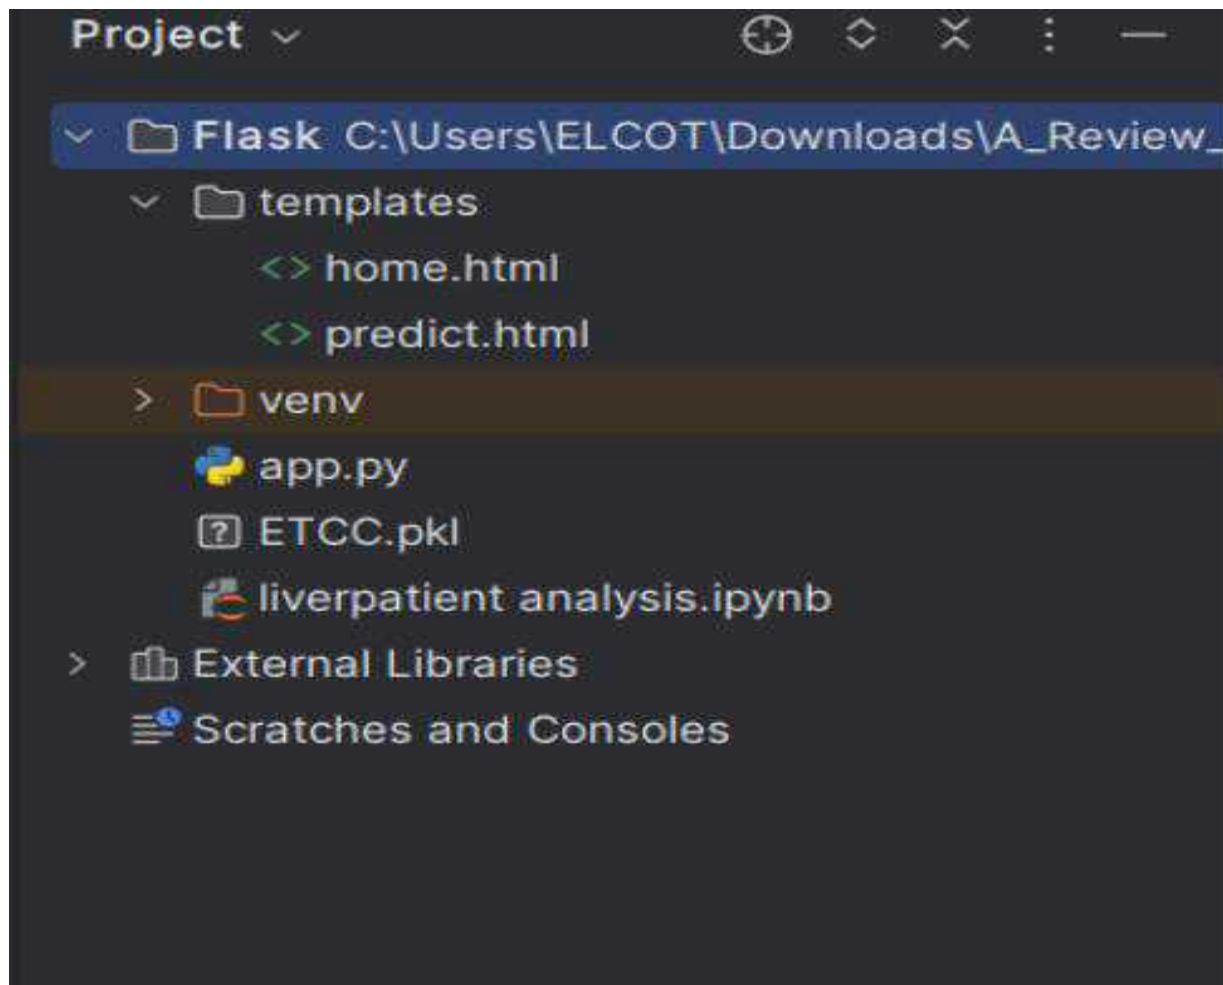 Project
Flask C:\Users\ELCOT\Downloads\A_Review_
templates
<> home.html
<> predict.html
venv
app.py
ETCC.pkl
liverpatient analysis.ipynb
External Libraries
Scratches and Consoles